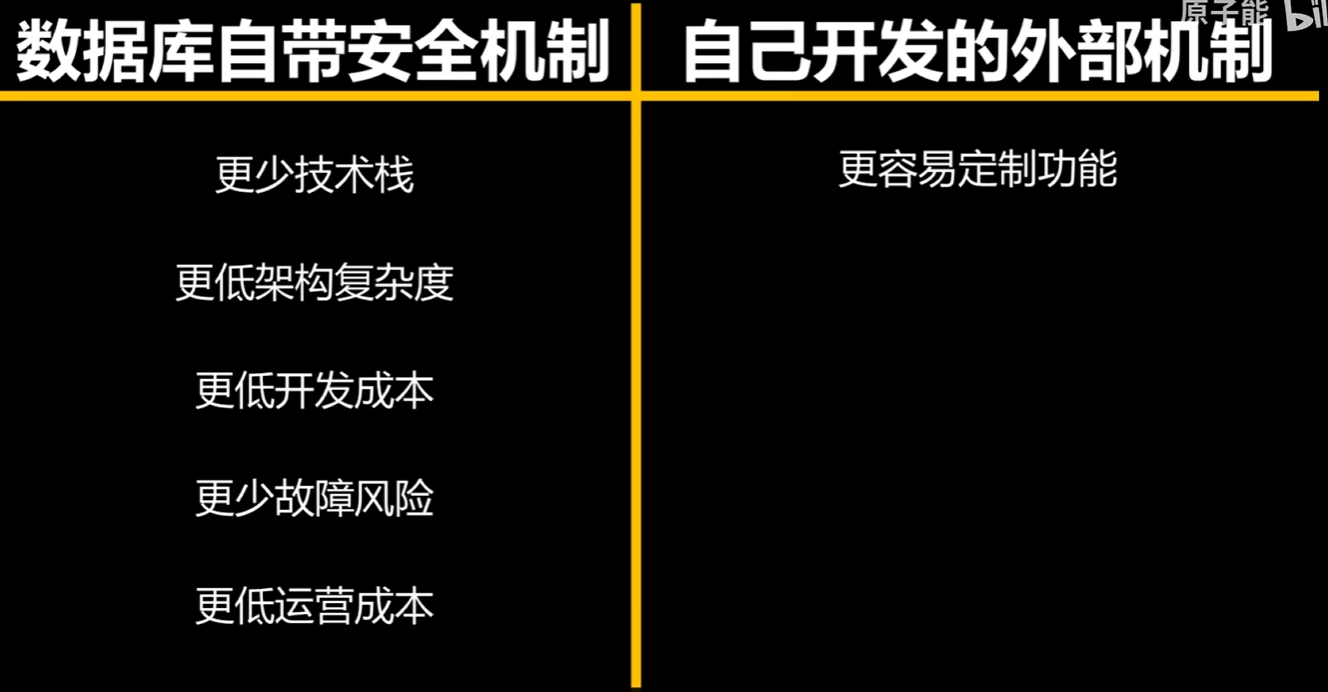 数据库自带安全机制
自己开发的外部机制
原子能 bil
更少技术栈
更容易定制功能
更低架构复杂度
更低开发成本
更少故障风险
更低运营成本